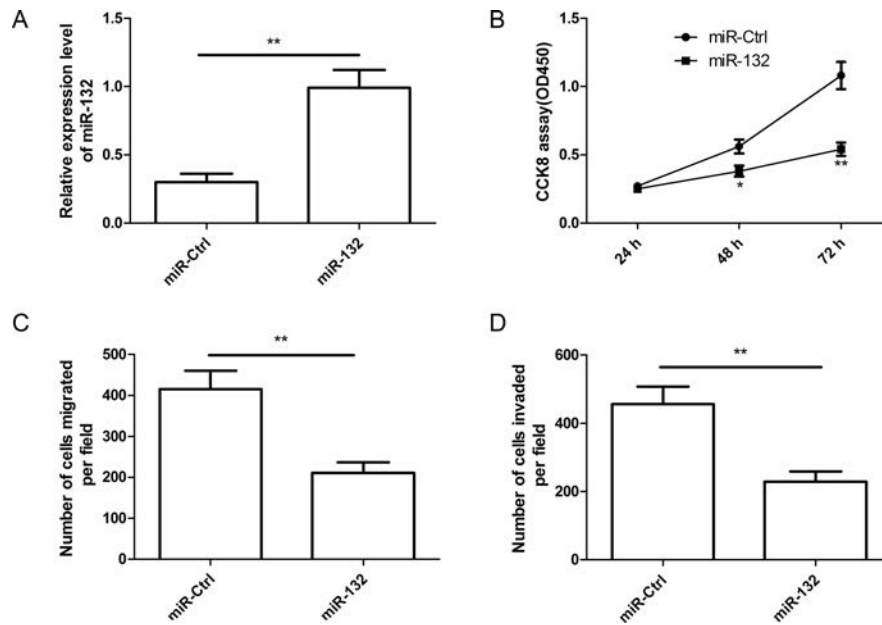 A
Relative expression level
of miR-132
1.5
1.0
0.5
0.0
**
miR-Ctrl
miR-132
B
CCK8 assay(OD450)
1.5
1.0
0.5
0.0
miR-Ctrl
miR-132
*
**
24 h
48 h
72 h
C
Number of cells migrated
per field
500
400
300
200
100
0
**
miR-Ctrl
miR-132
D
Number of cells invaded
per field
600
400
200
0
**
miR-Ctrl
miR-132